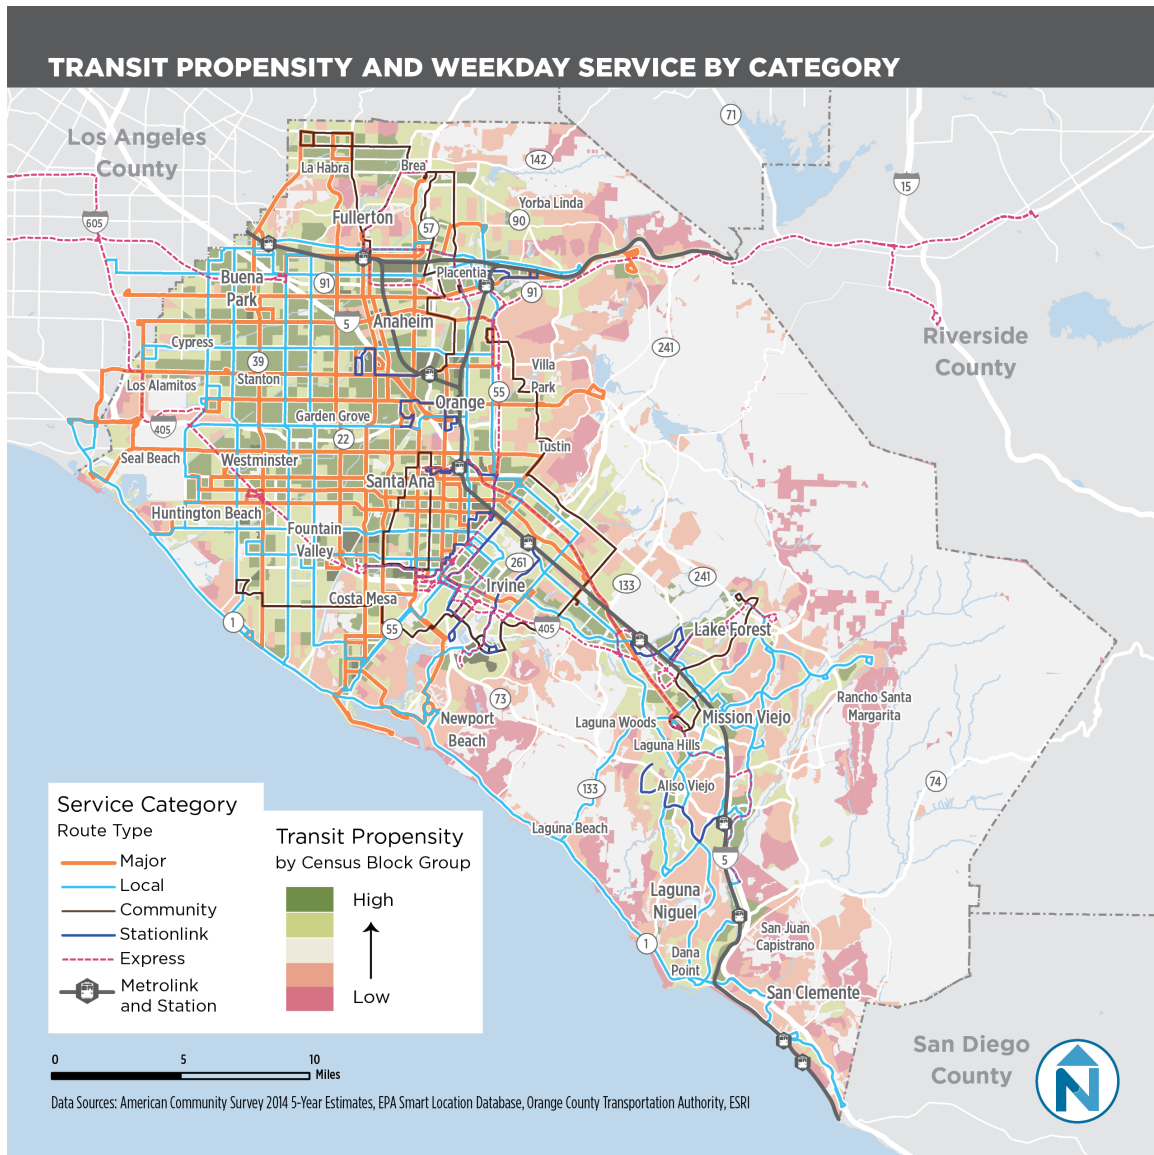 TRANSIT PROPENSITY AND WEEKDAY SERVICE BY CATEGORY
71
Los Angeles
County
142
La Habra
Brea
15
Yorba Linda
605
Fullerton
57
90
Placentia
Buena
Park
91
91
5
Anaheim
Riverside
County
Cypress
241
39
Villa
Park
Los Alamitos
Stanton
55
Orange
Garden Grove
405
22
Tustin
Seal Beach
Westminster
Santa Ana
Huntington Beach
Fountain
Valley
261
Irvine
133
241
Costa Mesa
1
55
405
Lake Forest
73
Rancho Santa
Margarita
Newport
Beach
Laguna Woods
Mission Viejo
Laguna Hills
74
133
Aliso Viejo
Laguna Beach
5
Laguna
Niguel
San Juan
Capistrano
1
Dana
Point
San Clemente
San Diego
County
Service Category
Route Type
Major
Local
Community
Stationlink
Express
Metrolink
and Station
Transit Propensity
by Census Block Group
High
Low
0 5 10
Miles
N
Data Sources: American Community Survey 2014 5-Year Estimates, EPA Smart Location Database, Orange County Transportation Authority, ESRI